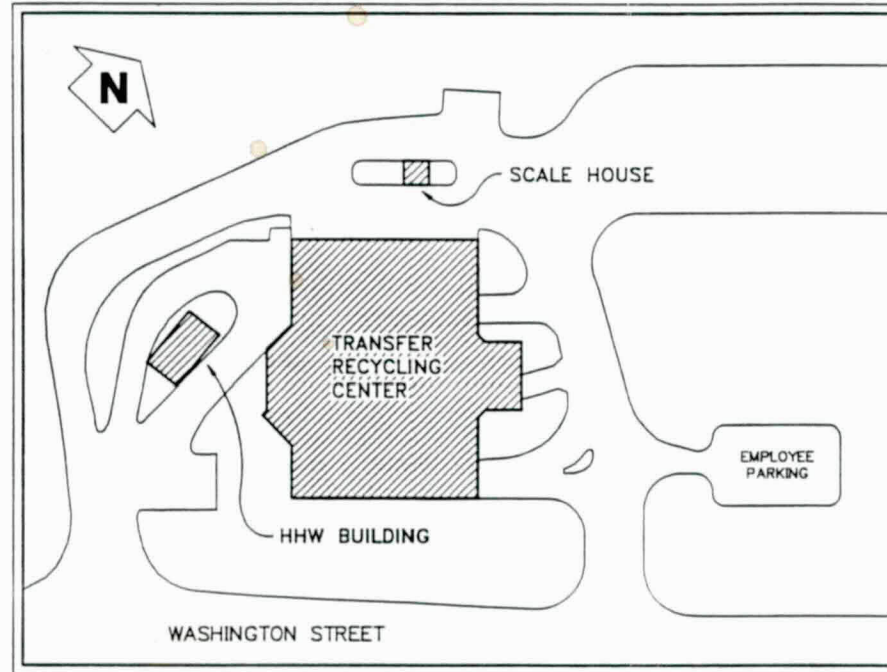 N
SCALE HOUSE
TRANSFER
RECYCLING
CENTER
EMPLOYEE
PARKING
HHW BUILDING
WASHINGTON STREET